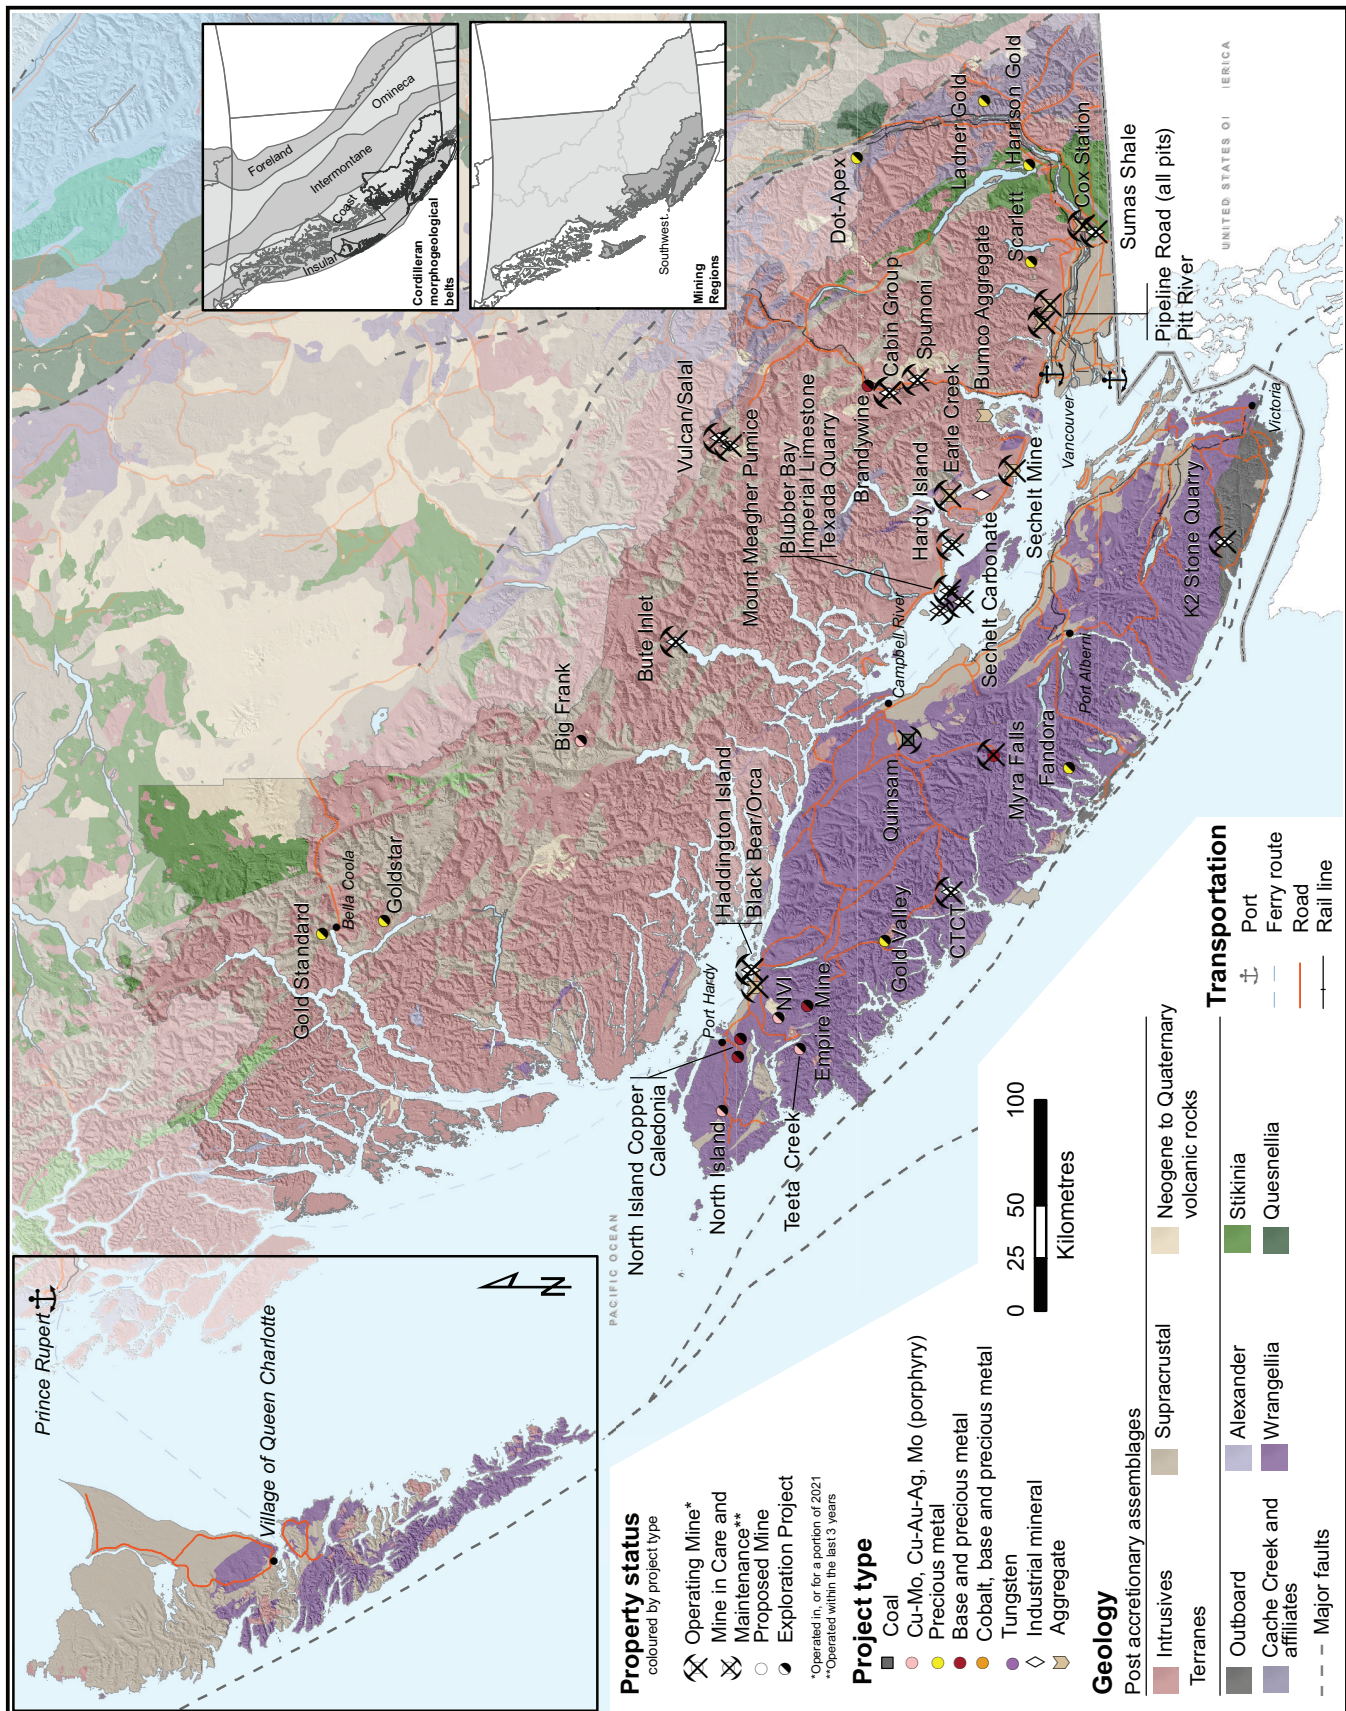 Prince Rupert
Village of Queen Charlotte
N
PACIFIC OCEAN
Foreland
Omineca
Intermontane
Coast
Insular
Cordilleran
morphogeological
belts
Southwest
Mining
Regions
Gold Standard
Bella Coola
Goldstar
Big Frank
Bute Inlet
Vulcan/Salal
Mount Meagher Pumice
Dot-Apex
Ladner Gold
Harrison Gold
Scarlett
Cox Station
Sumas Shale
Pipeline Road (all pits)
Pitt River
UNITED STATES OF
IERICA
Burnco Aggregate
Cabin Group
Spumoni
Brandywine
Earle Creek
Hardy Island
Blubber Bay
Imperial Limestone
Texada Quarry
Sechelt Carbonate
Sechelt Mine
Vancouver
Victoria
K2 Stone Quarry
Campbell River
Port Alberni
Quinsam
Myra Falls
Fandora
Haddington Island
Black Bear/Orca
Gold Valley
CTCT
Port Hardy
NVI
Empire Mine
North Island Copper
Caledonia
North Island
Teeta Creek
0
25
50
100
Kilometres
Property status
coloured by project type
Operating Mine*
Mine in Care and
Maintenance**
Proposed Mine
Exploration Project
*Operated in, or for a portion of 2021
**Operated within the last 3 years
Project type
Coal
Cu-Mo, Cu-Au-Ag, Mo (porphyry)
Precious metal
Base and precious metal
Cobalt, base and precious metal
Tungsten
Industrial mineral
Aggregate
Geology
Post accretionary assemblages
Intrusives
Supracrustal
Neogene to Quaternary
volcanic rocks
Terranes
Outboard
Alexander
Stikinia
Cache Creek and
affiliates
Wrangellia
Quesnellia
Major faults
Transportation
Port
Ferry route
Road
Rail line